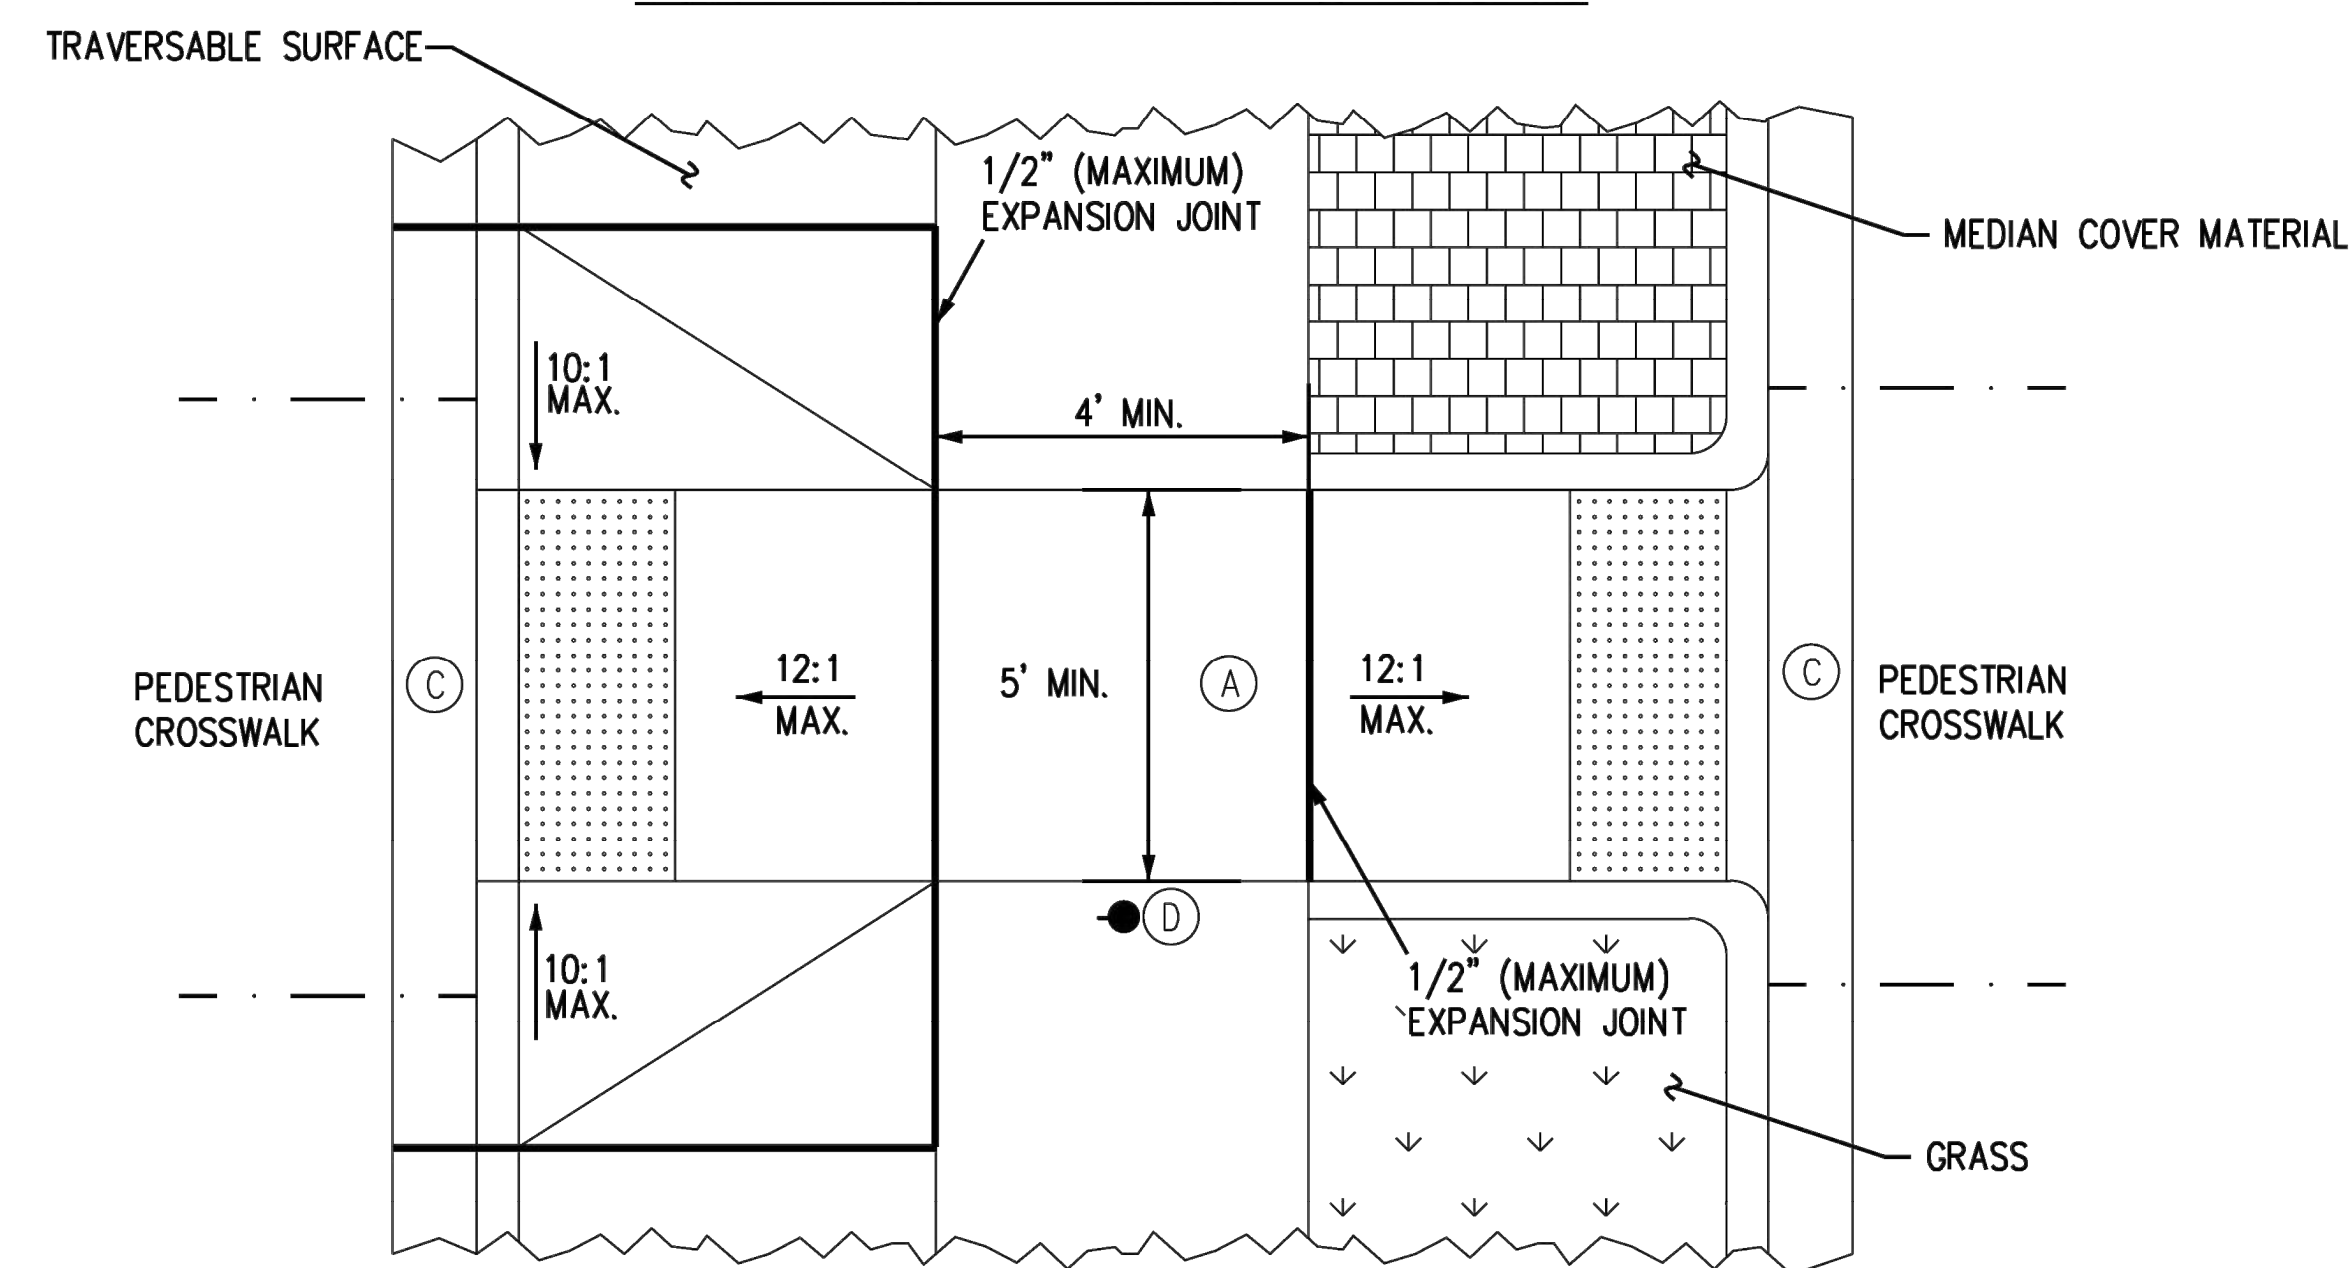 TRAVERSABLE SURFACE
1/2" (MAXIMUM)
EXPANSION JOINT
MEDIAN COVER MATERIAL
10:1
MAX.
4' MIN.
PEDESTRIAN
CROSSWALK
C
12:1
MAX.
5' MIN.
A
12:1
MAX.
C
PEDESTRIAN
CROSSWALK
D
10:1
MAX.
1/2" (MAXIMUM)
EXPANSION JOINT
GRASS